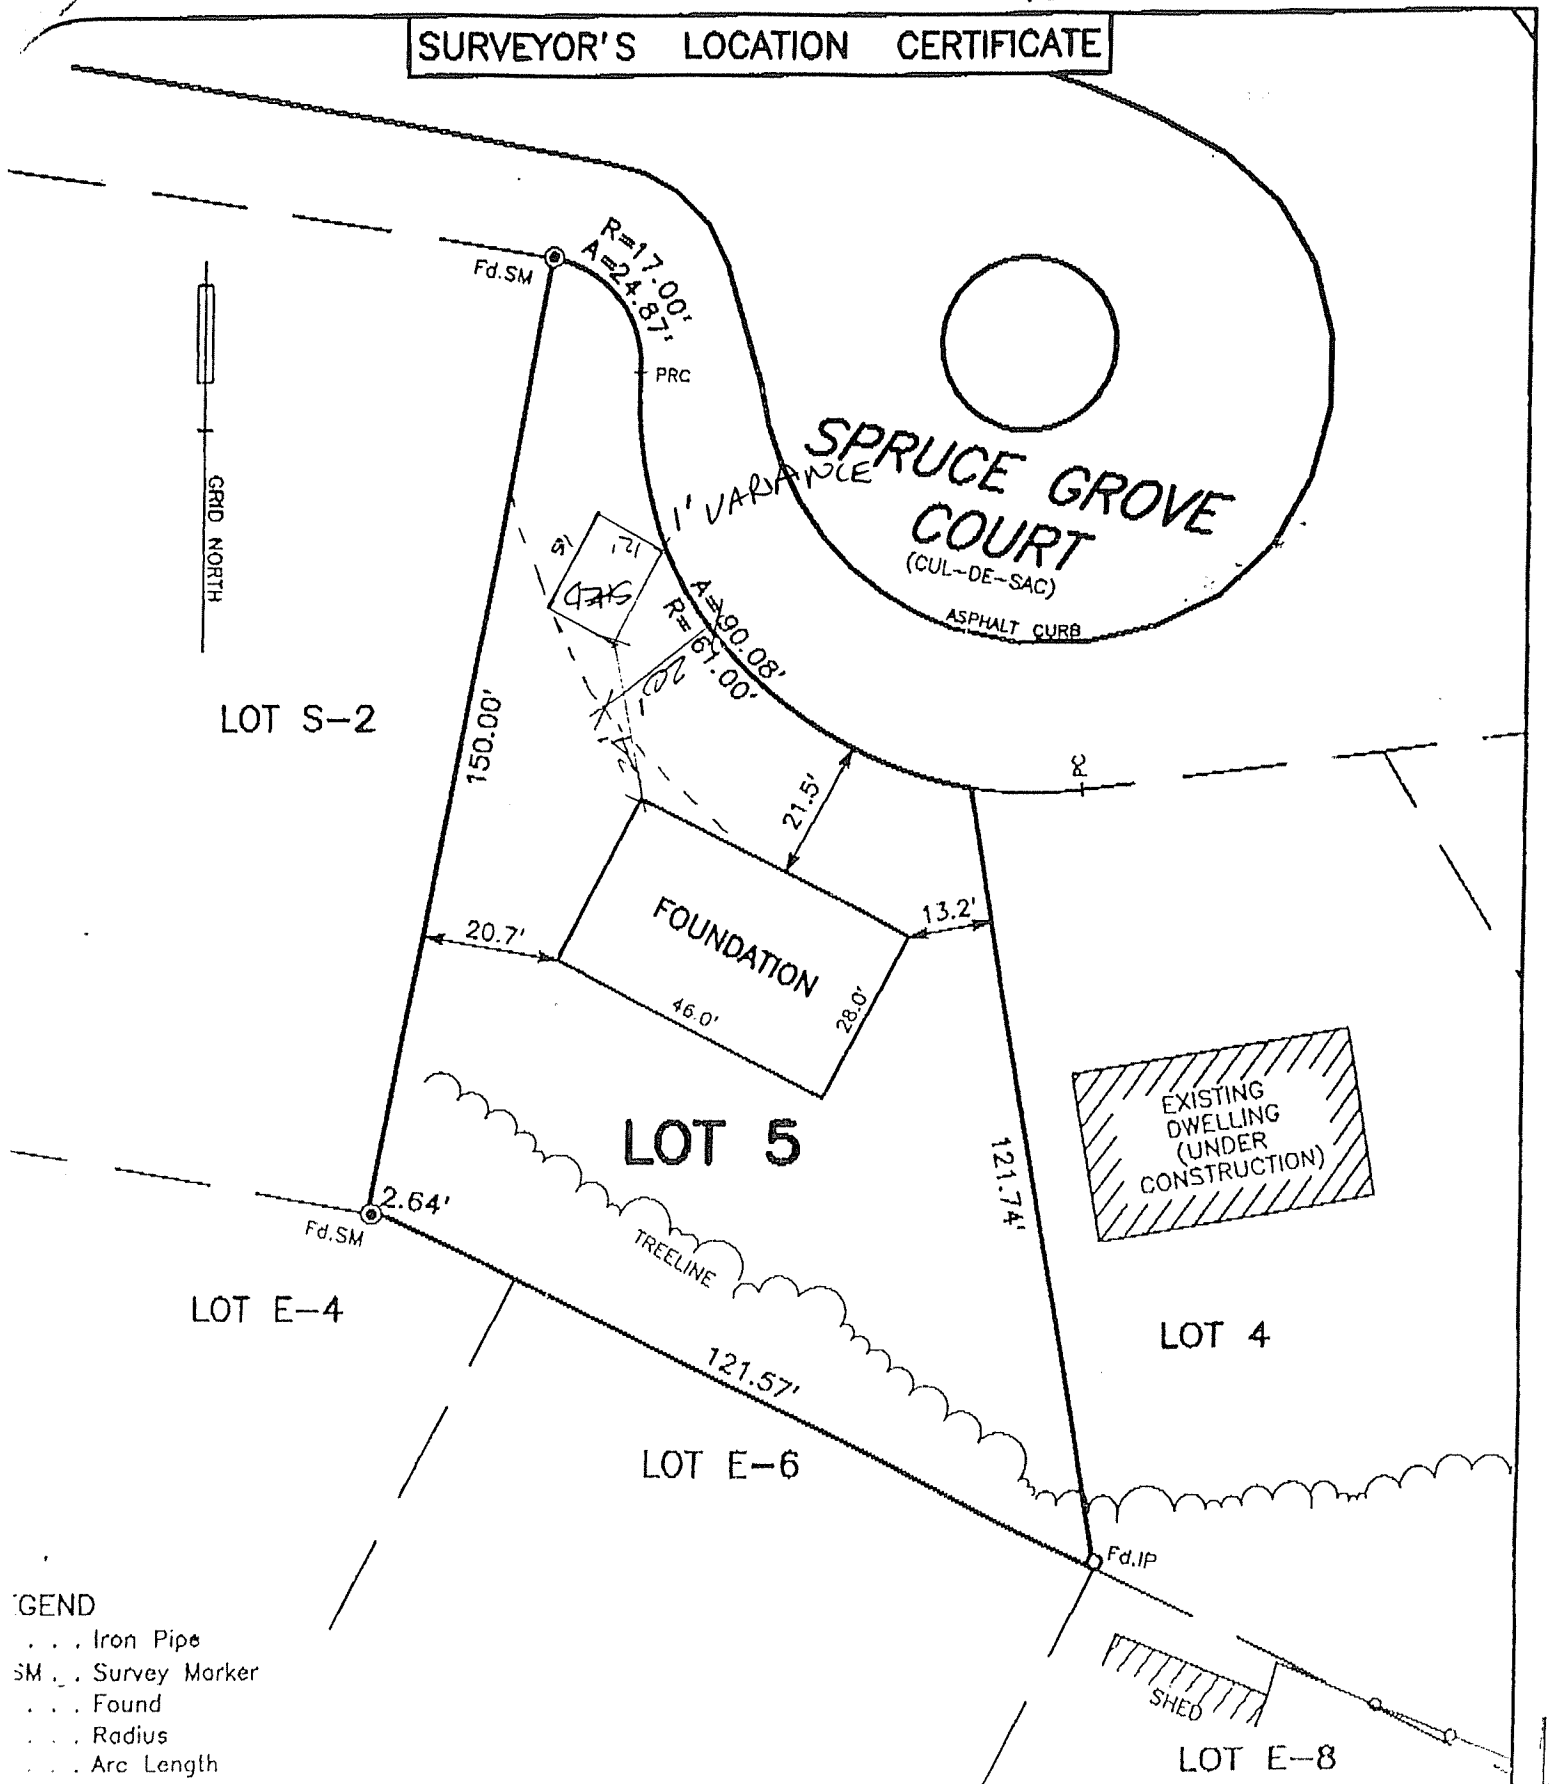 SURVEYOR'S LOCATION CERTIFICATE
R=17.00'
A=24.87'
Fd.SM
PRC
GRID NORTH
SPRUCE GROVE
COURT
(CUL-DE-SAC)
ASPHALT CURB
1' VARIANCE
12'
SHED
A=90.08'
R=61.00'
20'
LOT S-2
150.00'
21.5'
PC
FOUNDATION
20.7'
13.2'
46.0'
28.0'
LOT 5
EXISTING
DWELLING
(UNDER
CONSTRUCTION)
121.74'
2.64'
Fd.SM
TREELINE
LOT E-4
LOT 4
121.57'
LOT E-6
Fd.IP
GEND
. . . Iron Pipe
SM . . Survey Marker
. . . Found
. . . Radius
. . . Arc Length
SHED
LOT E-8